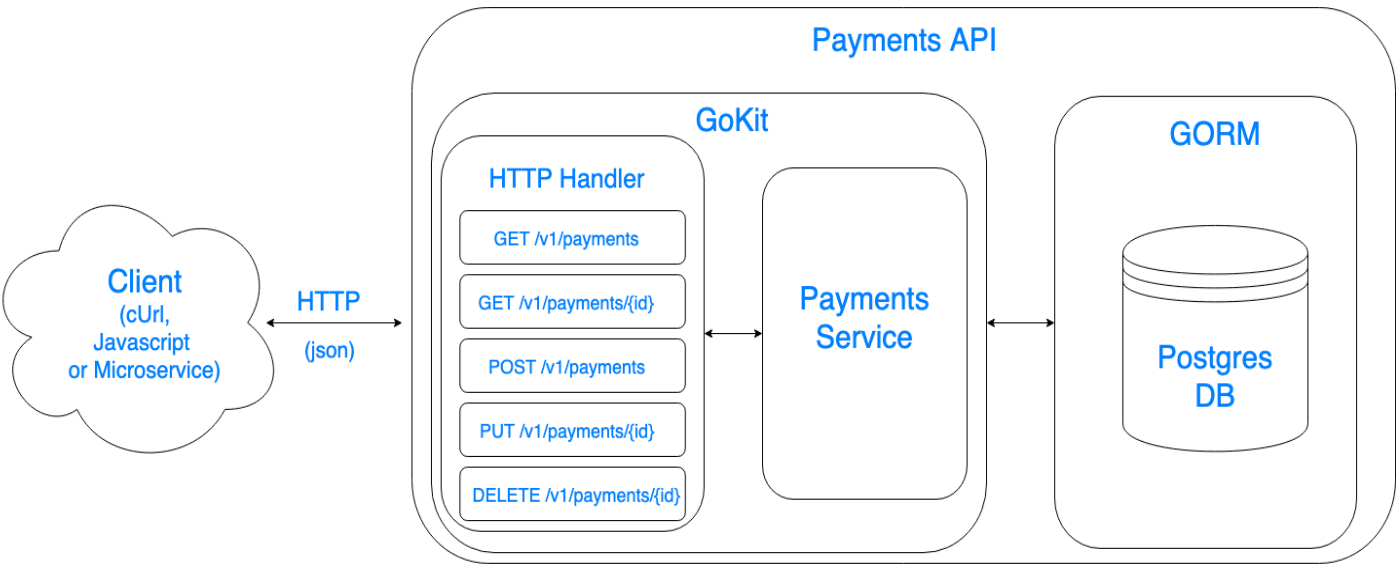 Payments API
GoKit
GORM
HTTP Handler
GET /v1/payments
GET /v1/payments/{id}
POST /v1/payments
PUT /v1/payments/{id}
DELETE /v1/payments/{id}
Client
(cUrl,
Javascript
or Microservice)
HTTP
(json)
Payments
Service
Postgres
DB